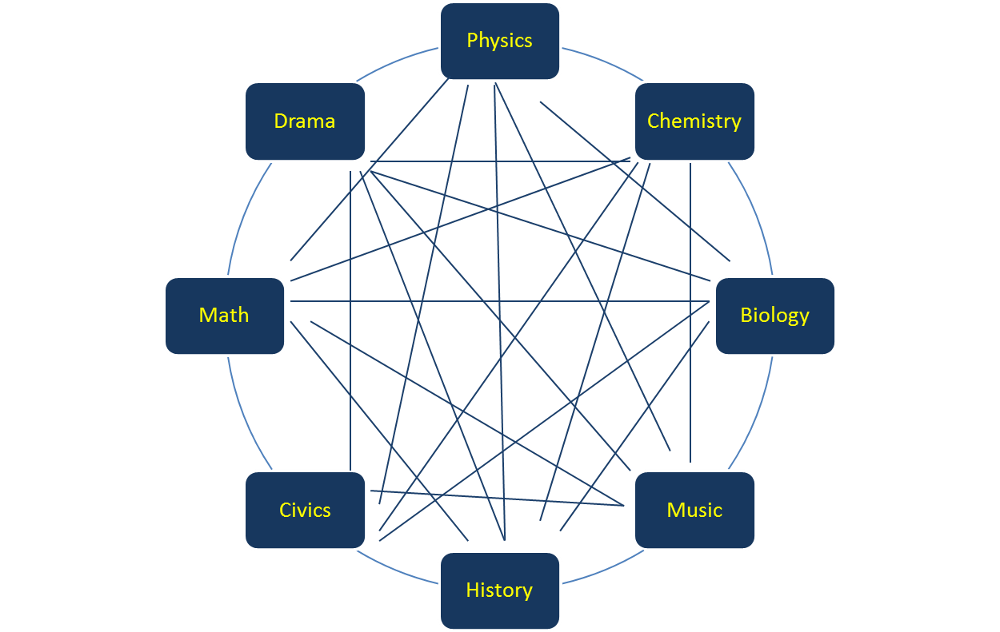 Physics
Drama
Chemistry
Math
Biology
Civics
Music
History